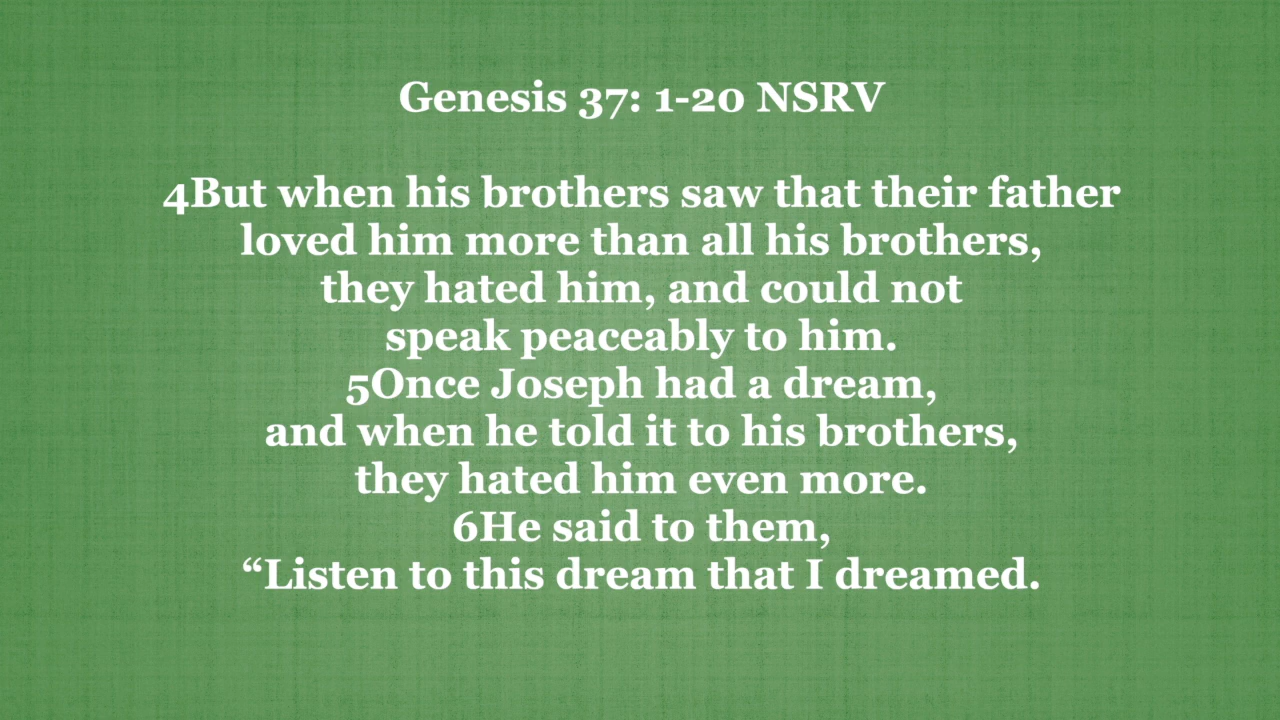 Genesis 37: 1-20 NSRV
4But when his brothers saw that their father
loved him more than all his brothers,
they hated him, and could not
speak peaceably to him.
5Once Joseph had a dream,
and when he told it to his brothers,
they hated him even more.
6He said to them,
“Listen to this dream that I dreamed.